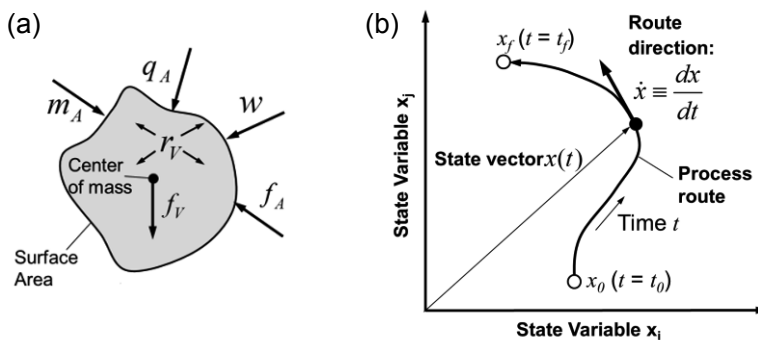 (a)
q_A
m_A
w
r_V
Center
of mass
f_V
f_A
Surface
Area
(b)
x_f (t = t_f)
Route
direction:
ẋ ≡ dx/dt
State vector x(t)
Process
route
Time t
x_0 (t = t_0)
State Variable x_j
State Variable x_i